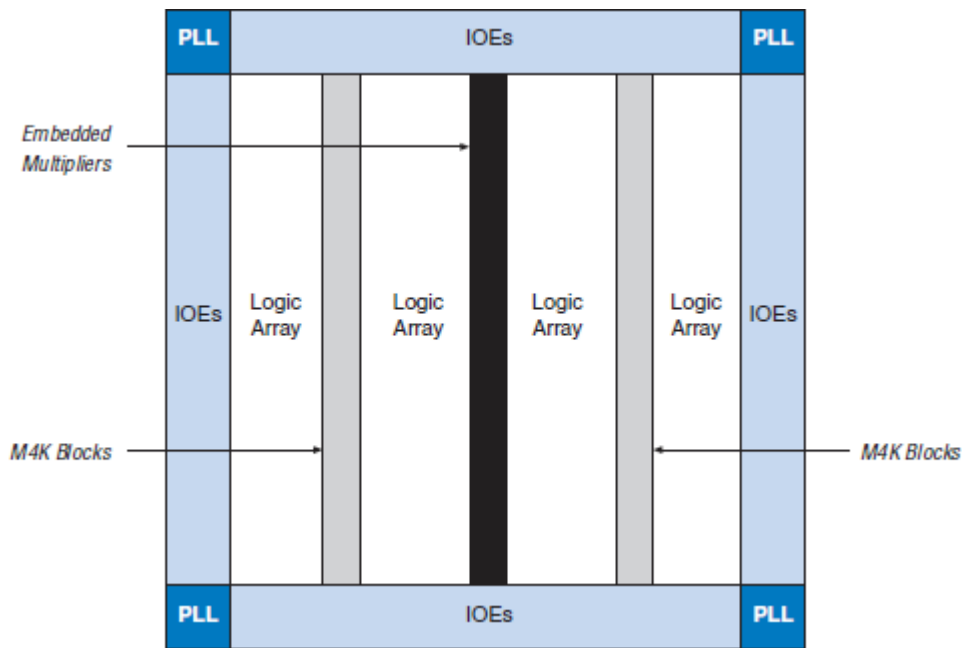 PLL
IOEs
PLL
Embedded
Multipliers
IOEs
Logic
Array
Logic
Array
Logic
Array
Logic
Array
IOEs
M4K Blocks
M4K Blocks
PLL
IOEs
PLL